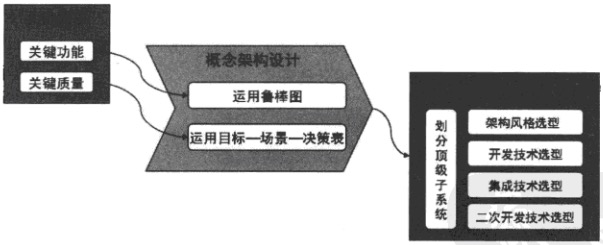 关键功能
关键质量
概念架构设计
运用鲁棒图
运用目标—场景—决策表
划分顶级子系统
架构风格选型
开发技术选型
集成技术选型
二次开发技术选型